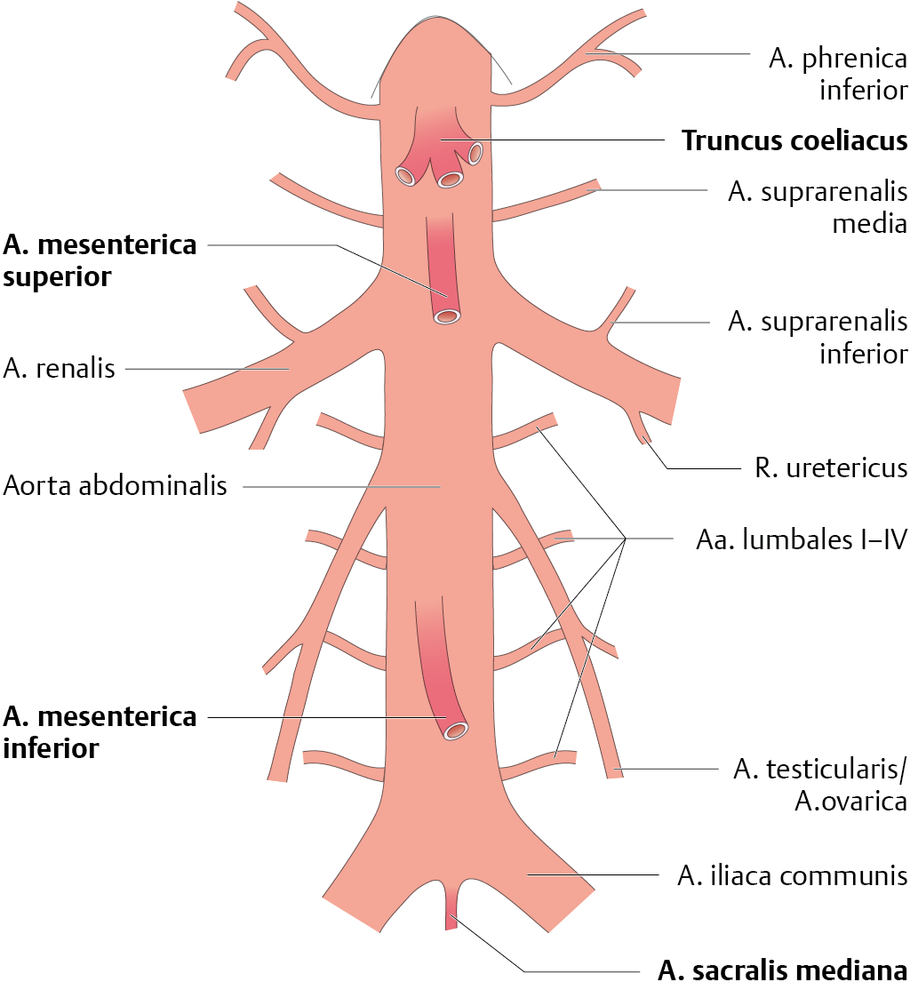 A. phrenica
inferior
Truncus coeliacus
A. suprarenalis
media
A. mesenterica
superior
A. suprarenalis
inferior
A. renalis
R. uretericus
Aorta abdominalis
Aa. lumbales I–IV
A. mesenterica
inferior
A. testicularis/
A.ovarica
A. iliaca communis
A. sacralis mediana